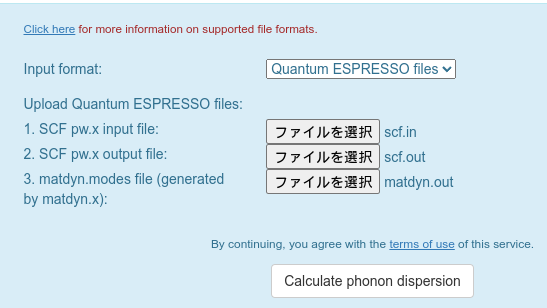 Click here for more information on supported file formats.
Input format: Quantum ESPRESSO files
Upload Quantum ESPRESSO files:
1. SCF pw.x input file: ファイルを選択 scf.in
2. SCF pw.x output file: ファイルを選択 scf.out
3. matdyn.modes file (generated ファイルを選択 matdyn.out
by matdyn.x):
By continuing, you agree with the terms of use of this service.
Calculate phonon dispersion